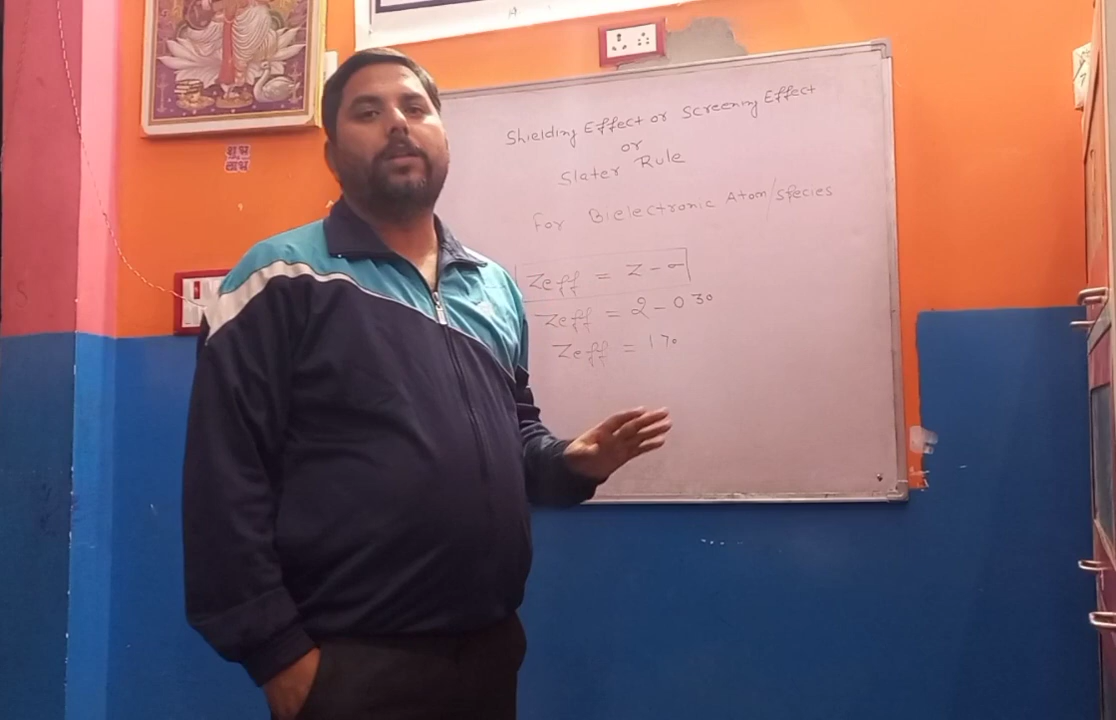 शुभ
लाभ
Shielding Effect or Screening Effect
or
Slater Rule
For Bielectronic Atom/Species
Zeff = Z - σ
Zeff = 2 - 0.30
Zeff = 1.70